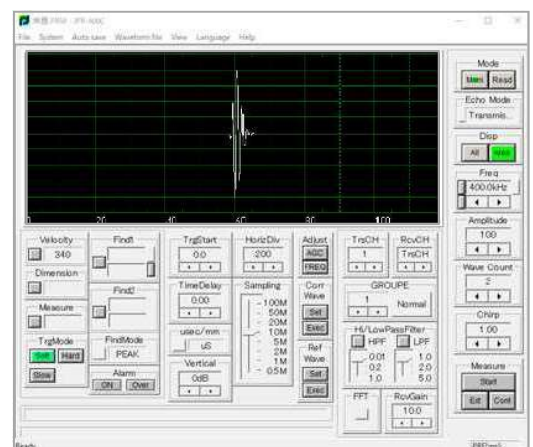 File System Auto save Waveform file View Language Help
0 20 40 60 80 100
Mode
Main Read
Echo Mode
Transmis..
Disp
All Area
Freq
400.0kHz
Amplitude
100
Wave Count
2
Chirp
1.00
Measure
Start
Ext Cont
Velocity
340
Dimension
Measure
TrgMode
Soft Hard
Slow
Find1
Find2
FindMode
PEAK
Alarm
ON Over
TrgStart
0.0
TimeDelay
0.00
usec/mm
uS
Vertical
0dB
HorizDiv
200
Sampling
100M
50M
20M
10M
5M
2M
1M
0.5M
Adjust
AGC
FREQ
Corr
Wave
Set
Exec
Ref
Wave
Set
Exec
TrsCH
1
RcvCH
TrsCH
GROUPE
1 Normal
Hi/LowPassFilter
HPF LPF
0.01 1.0
0.2 2.0
1.0 5.0
FFT
RcvGain
10.0
Ready